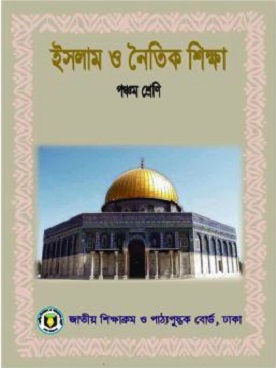 ইসলাম ও নৈতিক শিক্ষা
পঞ্চম শ্রেণি
জাতীয় শিক্ষাক্রম ও পাঠ্যপুস্তক বোর্ড, ঢাকা